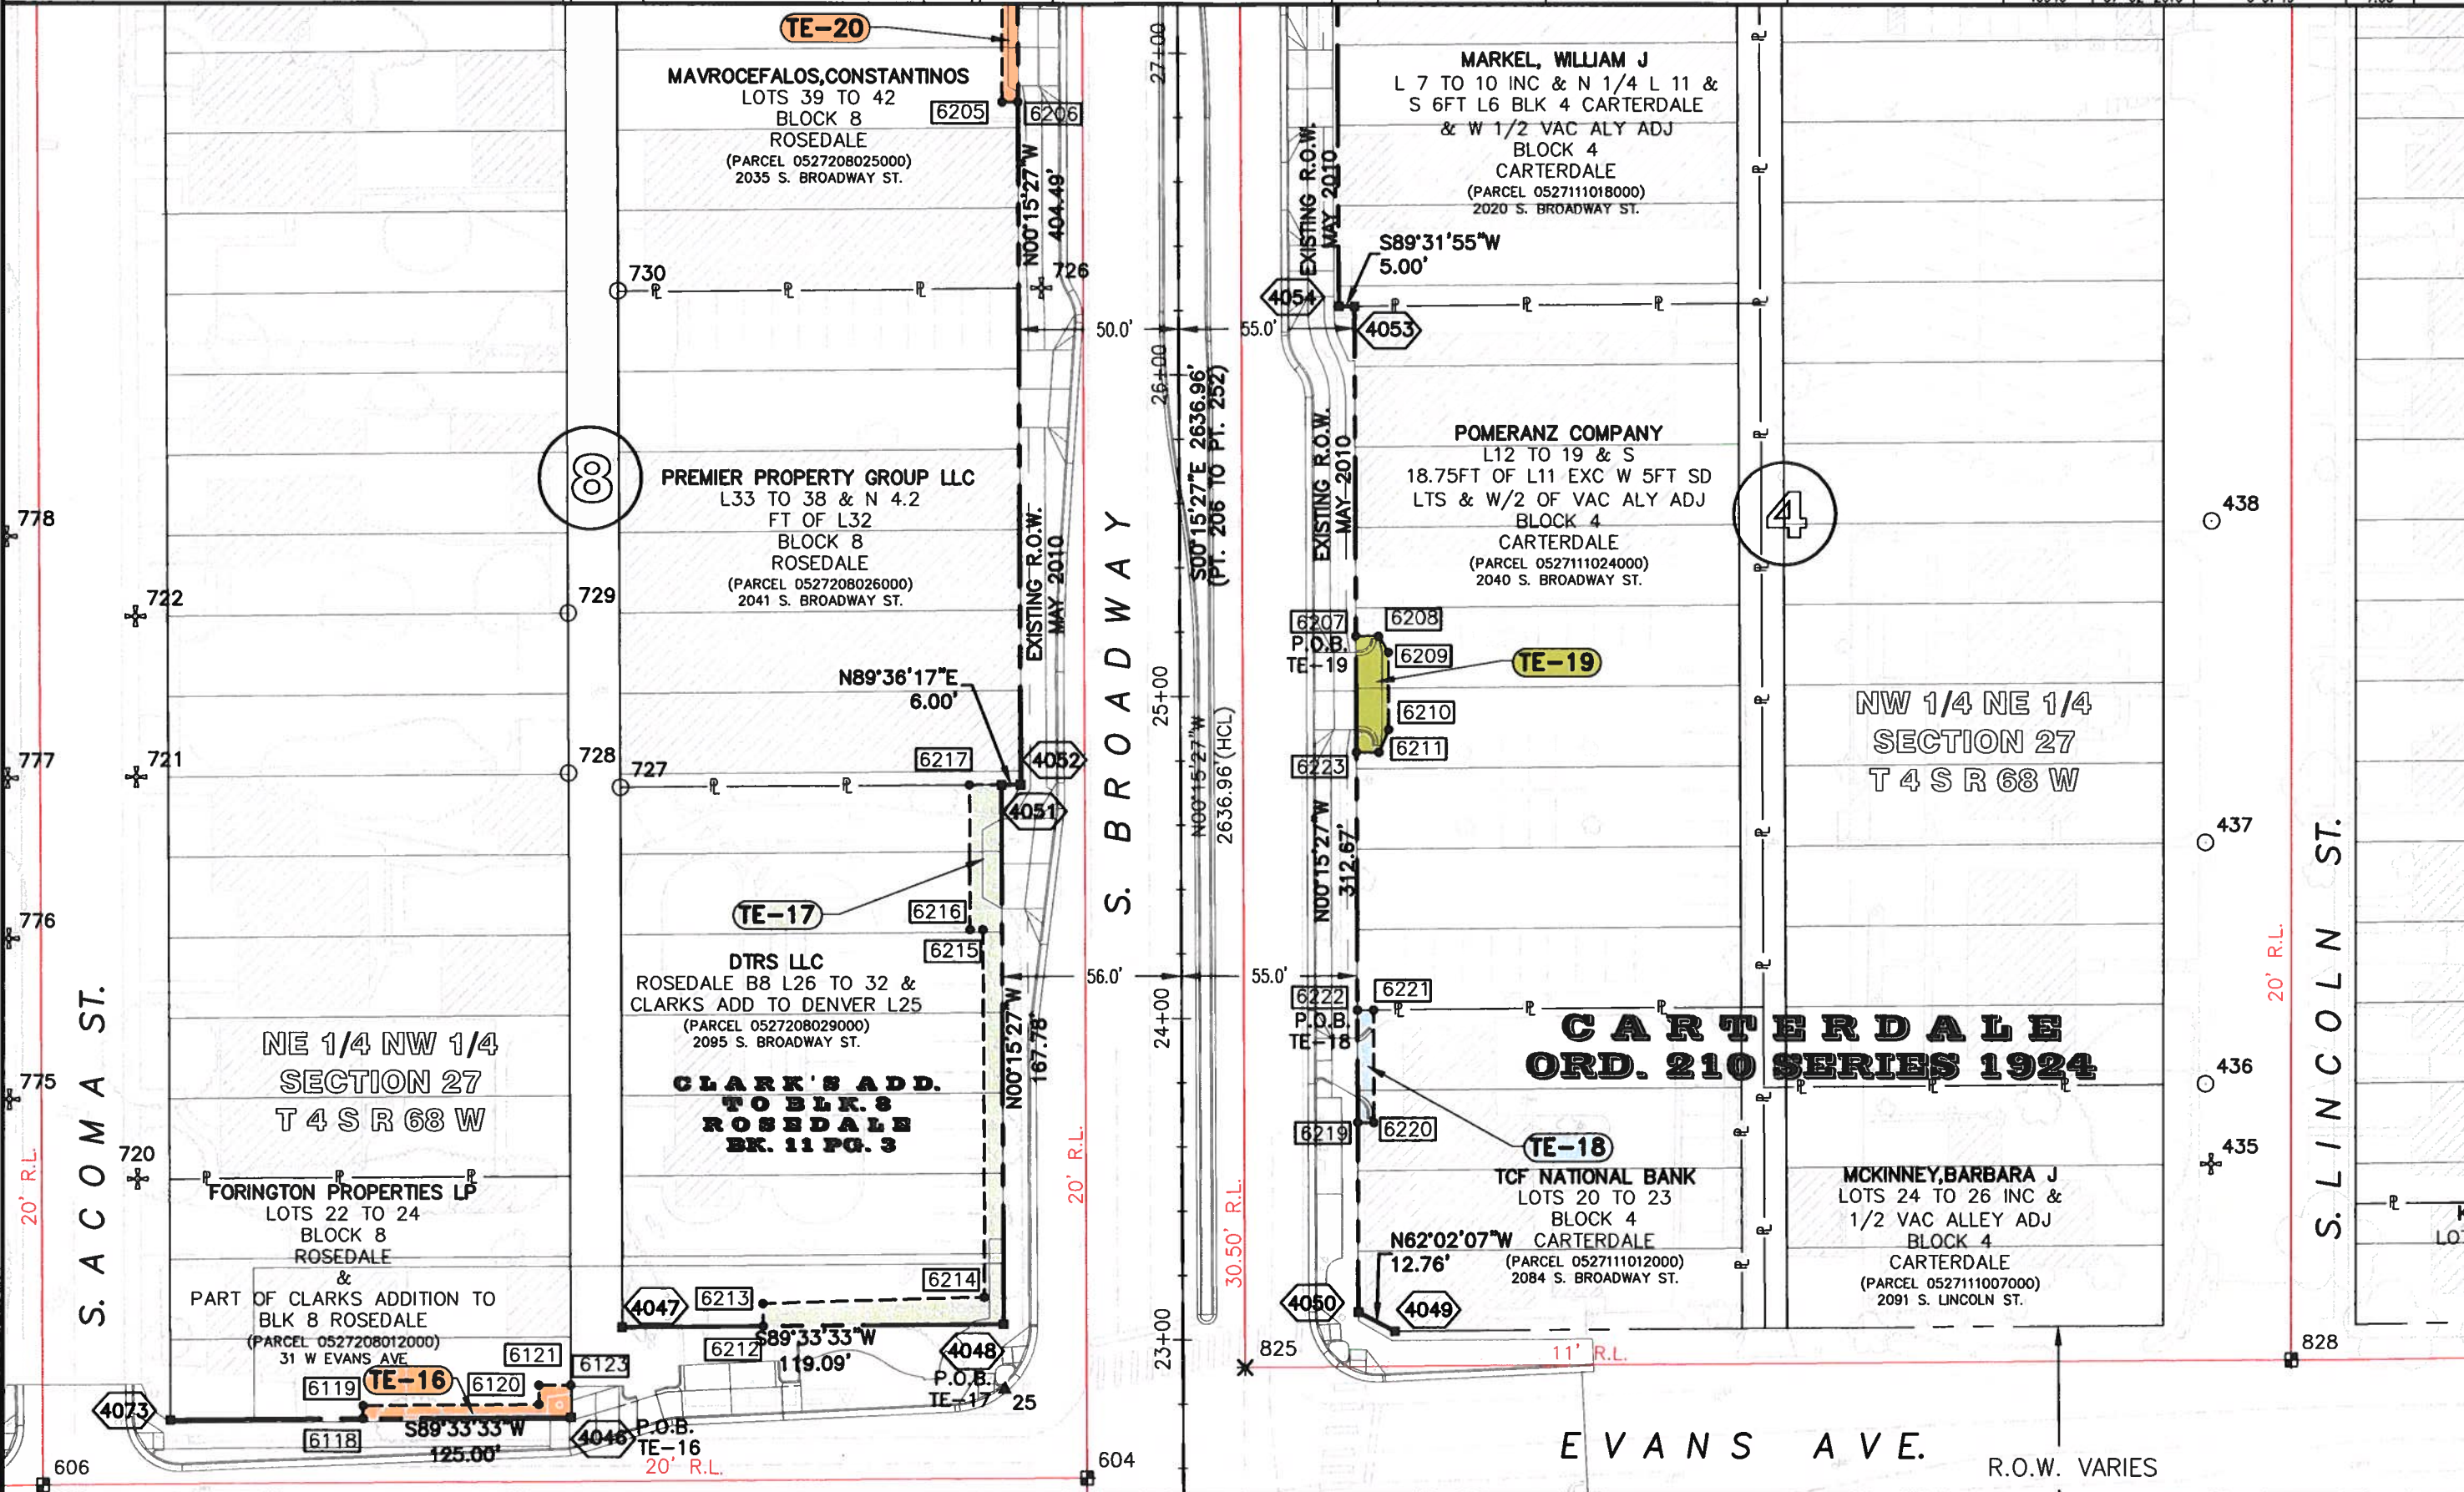 TE-20
MAVROCEFALOS,CONSTANTINOS
LOTS 39 TO 42
BLOCK 8
ROSEDALE
(PARCEL 0527208025000)
2035 S. BROADWAY ST.
6205
6206
N00°15'27"W
404.49'
726
730
27+00
EXISTING R.O.W.
MAY 2010
MARKEL, WILLIAM J
L 7 TO 10 INC & N 1/4 L 11 &
S 6FT L6 BLK 4 CARTERDALE
& W 1/2 VAC ALY ADJ
BLOCK 4
CARTERDALE
(PARCEL 0527111018000)
2020 S. BROADWAY ST.
S89°31'55"W
5.00'
4054
4053
50.0'
55.0'
26+00
S00°15'27"E 2636.96'
(PT. 206 TO PT. 252)
8
PREMIER PROPERTY GROUP LLC
L33 TO 38 & N 4.2
FT OF L32
BLOCK 8
ROSEDALE
(PARCEL 0527208026000)
2041 S. BROADWAY ST.
EXISTING R.O.W.
MAY 2010
S. BROADWAY
EXISTING R.O.W.
MAY 2010
POMERANZ COMPANY
L12 TO 19 & S
18.75FT OF L11 EXC W 5FT SD
LTS & W/2 OF VAC ALY ADJ
BLOCK 4
CARTERDALE
(PARCEL 0527111024000)
2040 S. BROADWAY ST.
4
438
778
722
729
6207
P.O.B.
TE-19
6208
6209
TE-19
6210
6211
6223
N89°36'17"E
6.00'
25+00
N00°15'27"W
2636.96'(HCL)
NW 1/4 NE 1/4
SECTION 27
T 4 S R 68 W
777
721
728
727
6217
4052
4051
437
N00°15'27"W
312.67'
S. LINCOLN ST.
776
TE-17
6216
6215
DTRS LLC
ROSEDALE B8 L26 TO 32 &
CLARKS ADD TO DENVER L25
(PARCEL 0527208029000)
2095 S. BROADWAY ST.
56.0'
55.0'
20' R.L.
24+00
6222
P.O.B.
TE-18
6221
CARTERDALE
ORD. 210 SERIES 1924
S. ACOMA ST.
NE 1/4 NW 1/4
SECTION 27
T 4 S R 68 W
CLARK'S ADD.
TO BLK. 8
ROSEDALE
BK. 11 PG. 3
N00°15'27"W
167.78'
436
775
6219
6220
TE-18
435
720
20' R.L.
20' R.L.
30.50' R.L.
FORINGTON PROPERTIES LP
LOTS 22 TO 24
BLOCK 8
ROSEDALE
&
PART OF CLARKS ADDITION TO
BLK 8 ROSEDALE
(PARCEL 0527208012000)
31 W EVANS AVE
TCF NATIONAL BANK
LOTS 20 TO 23
BLOCK 4
CARTERDALE
(PARCEL 0527111012000)
2084 S. BROADWAY ST.
MCKINNEY,BARBARA J
LOTS 24 TO 26 INC &
1/2 VAC ALLEY ADJ
BLOCK 4
CARTERDALE
(PARCEL 0527111007000)
2091 S. LINCOLN ST.
N62°02'07"W
12.76'
4050
4049
4047
6213
6214
6212
S89°33'33"W
119.09'
4048
P.O.B.
TE-17
25
23+00
825
11' R.L.
828
6121
6123
TE-16
6119
6120
4073
6118
S89°33'33"W
125.00'
4046
P.O.B.
TE-16
20' R.L.
606
604
EVANS AVE.
R.O.W. VARIES